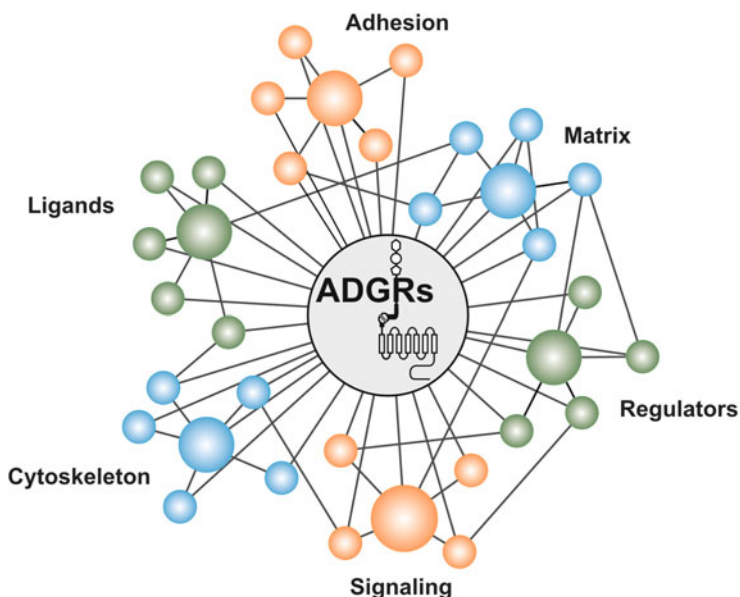 Adhesion
Matrix
Ligands
ADGRs
Regulators
Cytoskeleton
Signaling